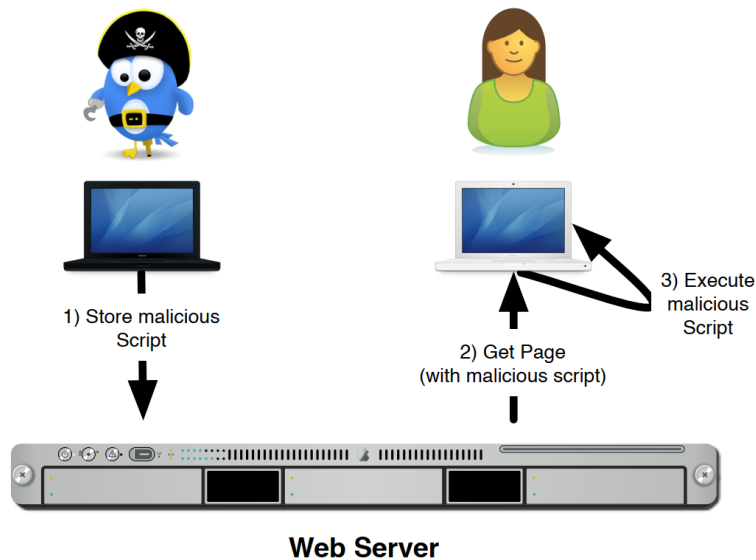 1) Store malicious
Script
2) Get Page
(with malicious script)
3) Execute
malicious
Script
Web Server